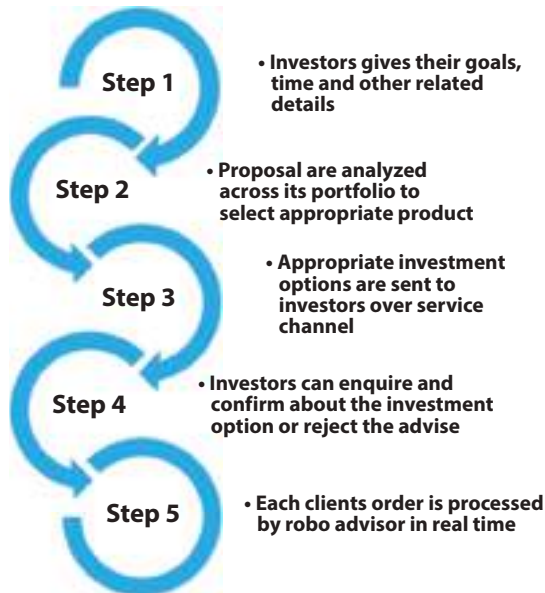 Step 1
• Investors gives their goals,
time and other related
details
Step 2
• Proposal are analyzed
across its portfolio to
select appropriate product
Step 3
• Appropriate investment
options are sent to
investors over service
channel
Step 4
• Investors can enquire and
confirm about the investment
option or reject the advise
Step 5
• Each clients order is processed
by robo advisor in real time